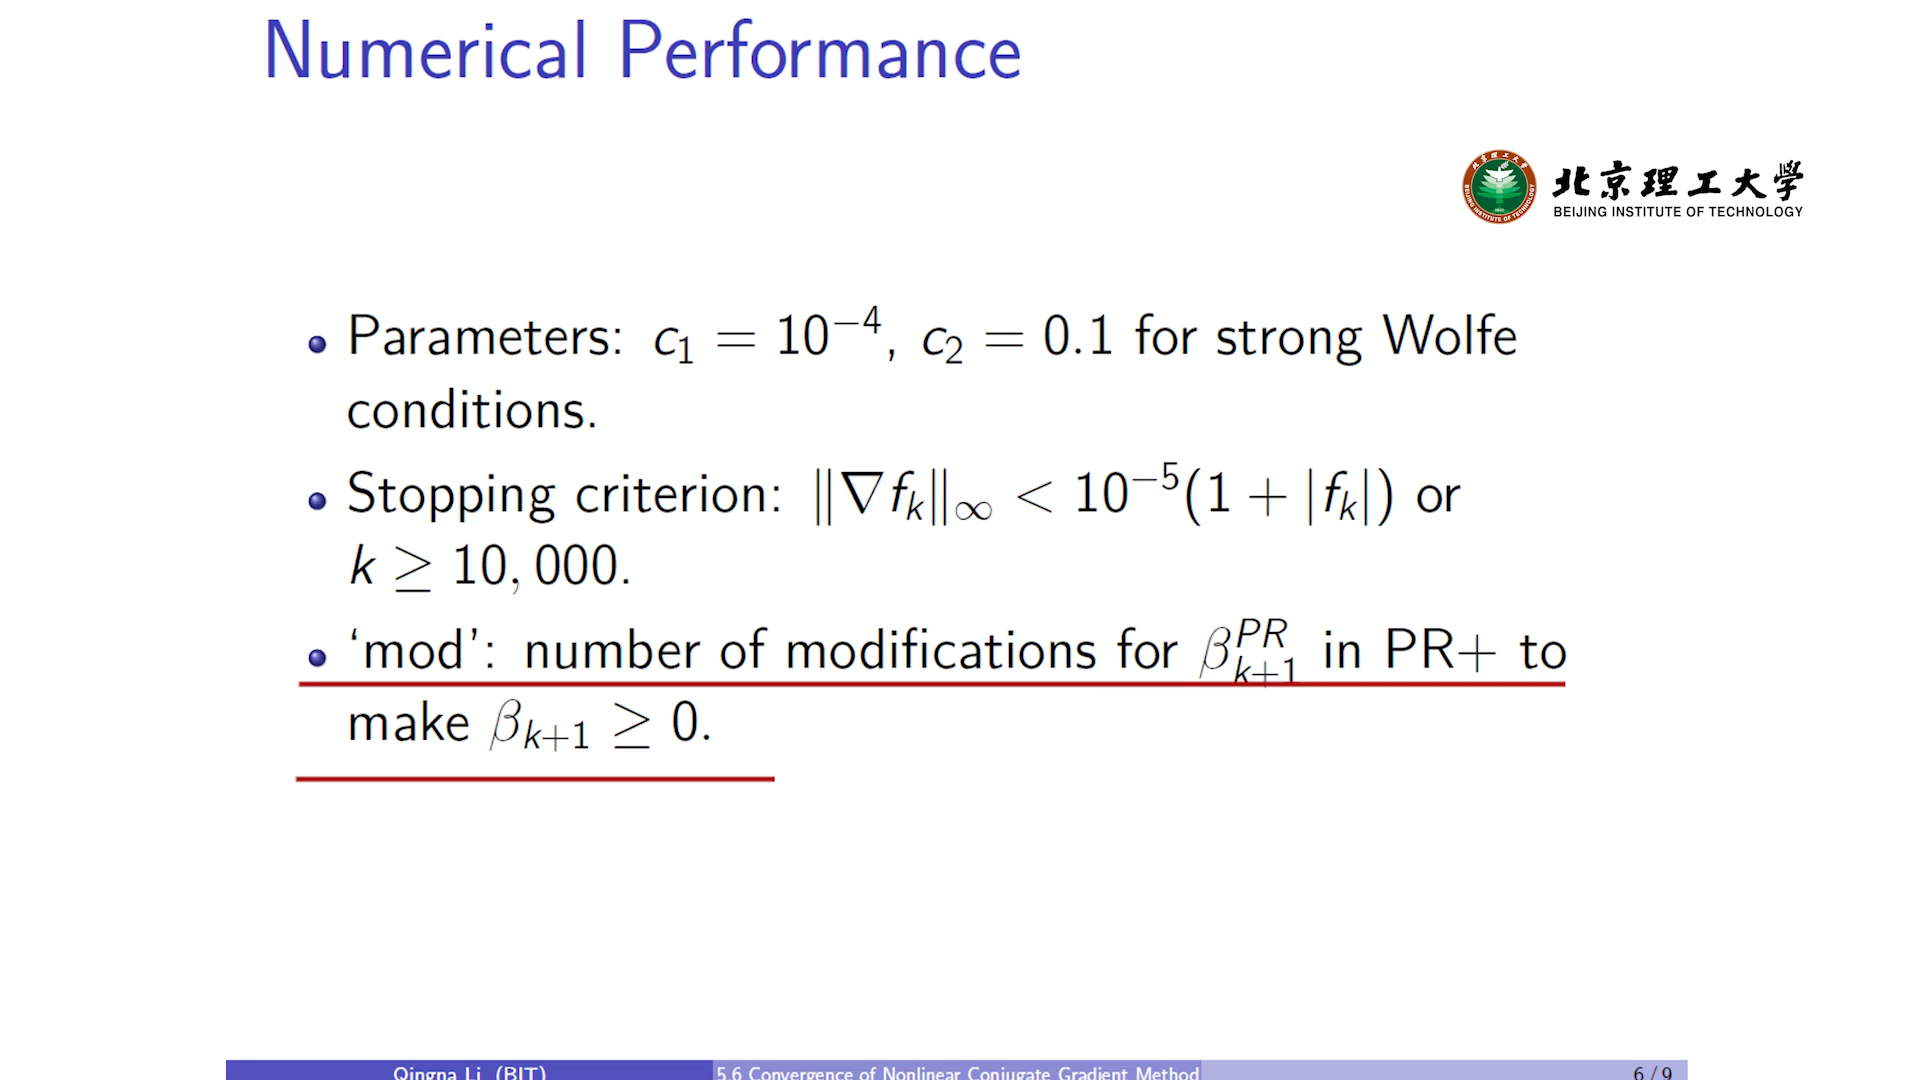 Numerical Performance
北京理工大学
BEIJING INSTITUTE OF TECHNOLOGY
Parameters: c₁ = 10⁻⁴, c₂ = 0.1 for strong Wolfe
conditions.
Stopping criterion: ‖∇f_k‖_∞ < 10⁻⁵(1 + |f_k|) or
k ≥ 10,000.
‘mod’: number of modifications for β_{k+1}^{PR} in PR+ to
make β_{k+1} ≥ 0.
Qingna Li (BIT) 5.6 Convergence of Nonlinear Conjugate Gradient Method 6 / 9